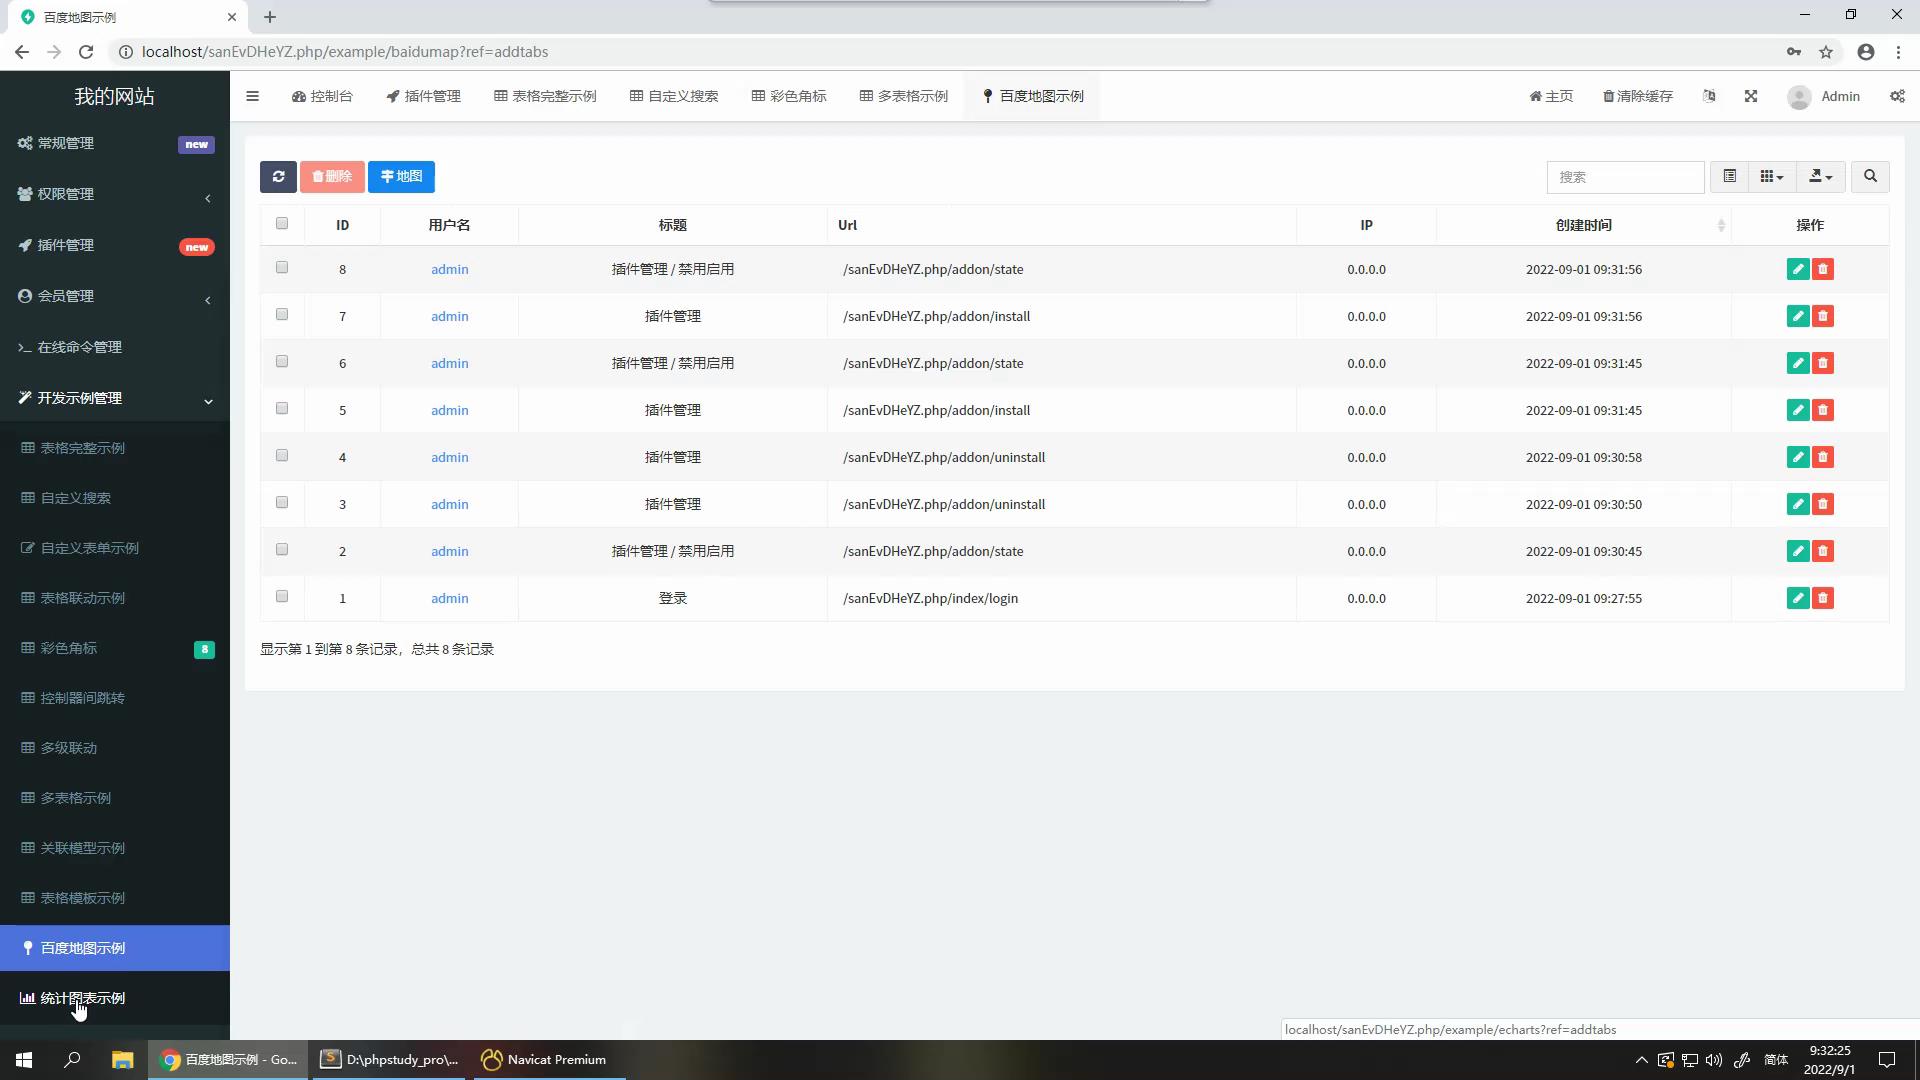 百度地图示例
localhost/sanEvDHeYZ.php/example/baidumap?ref=addtabs
我的网站
控制台
插件管理
表格完整示例
自定义搜索
彩色角标
多表格示例
百度地图示例
主页
清除缓存
Admin
常规管理 new
权限管理
插件管理 new
会员管理
在线命令管理
开发示例管理
表格完整示例
自定义搜索
自定义表单示例
表格联动示例
彩色角标 8
控制器间跳转
多级联动
多表格示例
关联模型示例
表格模板示例
百度地图示例
统计图表示例
删除 地图 搜索
ID 用户名 标题 Url IP 创建时间 操作
8 admin 插件管理 / 禁用启用 /sanEvDHeYZ.php/addon/state 0.0.0.0 2022-09-01 09:31:56
7 admin 插件管理 /sanEvDHeYZ.php/addon/install 0.0.0.0 2022-09-01 09:31:56
6 admin 插件管理 / 禁用启用 /sanEvDHeYZ.php/addon/state 0.0.0.0 2022-09-01 09:31:45
5 admin 插件管理 /sanEvDHeYZ.php/addon/install 0.0.0.0 2022-09-01 09:31:45
4 admin 插件管理 /sanEvDHeYZ.php/addon/uninstall 0.0.0.0 2022-09-01 09:30:58
3 admin 插件管理 /sanEvDHeYZ.php/addon/uninstall 0.0.0.0 2022-09-01 09:30:50
2 admin 插件管理 / 禁用启用 /sanEvDHeYZ.php/addon/state 0.0.0.0 2022-09-01 09:30:45
1 admin 登录 /sanEvDHeYZ.php/index/login 0.0.0.0 2022-09-01 09:27:55
显示第 1 到第 8 条记录，总共 8 条记录
localhost/sanEvDHeYZ.php/example/echarts?ref=addtabs
百度地图示例 - Go...
D:\phpstudy_pro\...
Navicat Premium
简体
9:32:25
2022/9/1